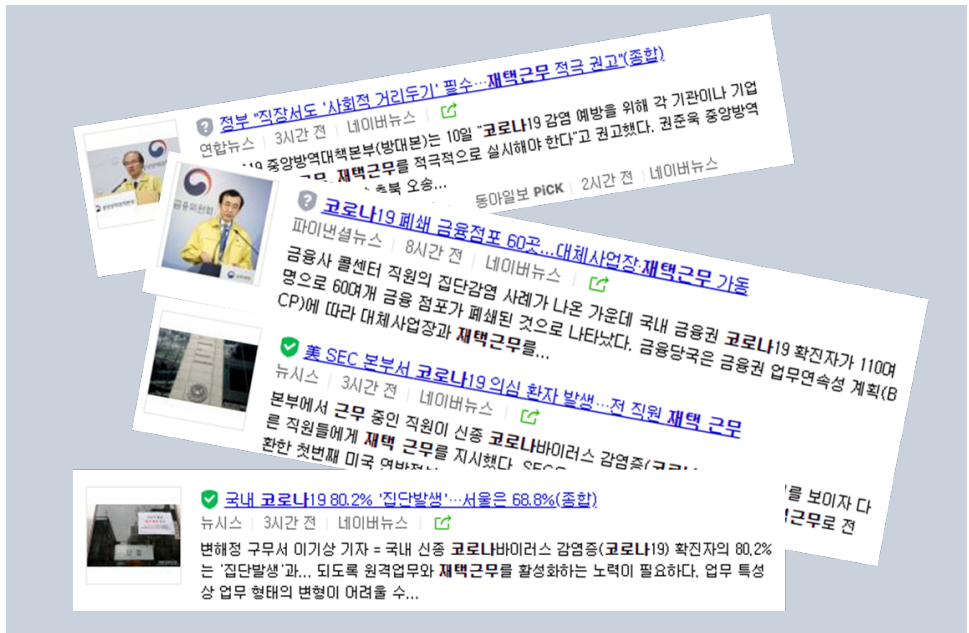 정부 "직장서도 '사회적 거리두기' 필수…재택근무 적극 권고"(종합)
연합뉴스 3시간 전 네이버뉴스
19 중앙방역대책본부(방대본)는 10일 "코로나19 감염 예방을 위해 각 기관이나 기업
재택근무를 적극적으로 실시해야 한다"고 권고했다. 권준욱 중앙방역
충북 오송...
동아일보 PiCK 2시간 전 네이버뉴스
금융위원회
코로나19 폐쇄 금융점포 60곳…대체사업장·재택근무 가동
파이낸셜뉴스 8시간 전 네이버뉴스
금융사 콜센터 직원의 집단감염 사례가 나온 가운데 국내 금융권 코로나19 확진자가 110여
명으로 60여개 금융 점포가 폐쇄된 것으로 나타났다. 금융당국은 금융권 업무연속성 계획(B
CP)에 따라 대체사업장과 재택근무를...
美 SEC 본부서 코로나19 의심 환자 발생…전 직원 재택 근무
뉴시스 3시간 전 네이버뉴스
본부에서 근무 중인 직원이 신종 코로나바이러스 감염증(코로나
를 보이자 다
른 직원들에게 재택 근무를 지시했다.
근무로 전
환한 첫번째 미국
국내 코로나19 80.2% '집단발생'…서울은 68.8%(종합)
뉴시스 3시간 전 네이버뉴스
변해정 구무서 이기상 기자 = 국내 신종 코로나바이러스 감염증(코로나19) 확진자의 80.2%
는 '집단발생'과... 되도록 원격업무와 재택근무를 활성화하는 노력이 필요하다. 업무 특성
상 업무 형태의 변형이 어려울 수...